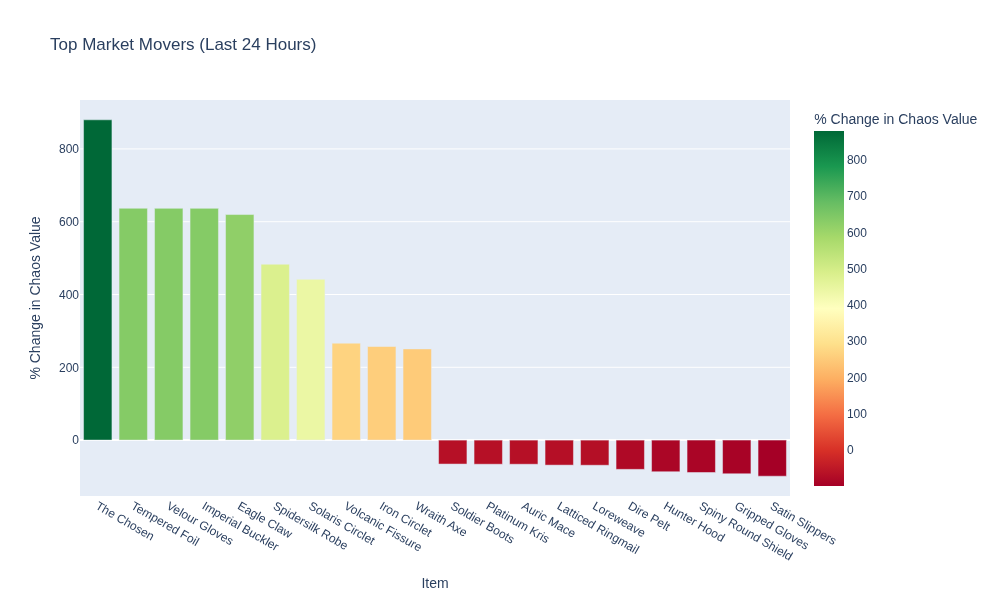 Top Market Movers (Last 24 Hours)
% Change in Chaos Value
800
600
400
200
0
The Chosen
Tempered Foil
Velour Gloves
Imperial Buckler
Eagle Claw
Spidersilk Robe
Solaris Circlet
Volcanic Fissure
Iron Circlet
Wraith Axe
Soldier Boots
Platinum Kris
Auric Mace
Latticed Ringmail
Loreweave
Dire Pelt
Hunter Hood
Spiny Round Shield
Gripped Gloves
Satin Slippers
Item
% Change in Chaos Value
800
700
600
500
400
300
200
100
0